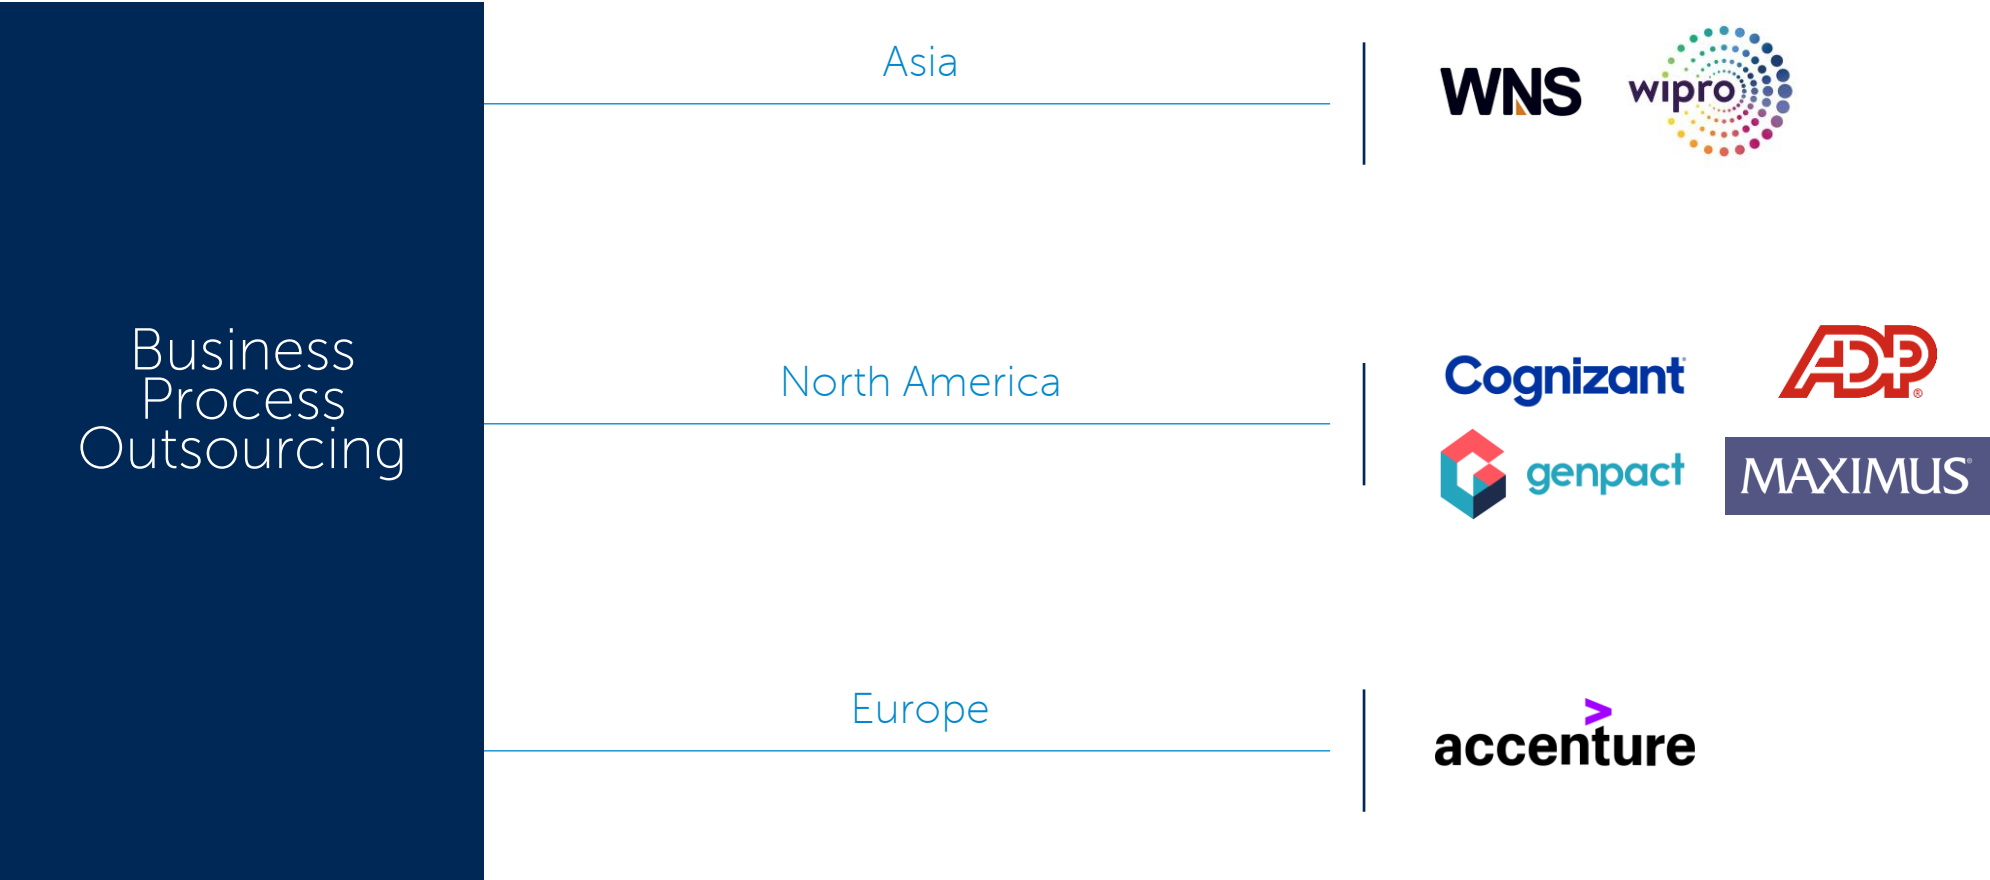 Business
Process
Outsourcing
Asia
WNS
wipro
North America
Cognizant
ADP®
genpact
MAXIMUS®
Europe
accenture